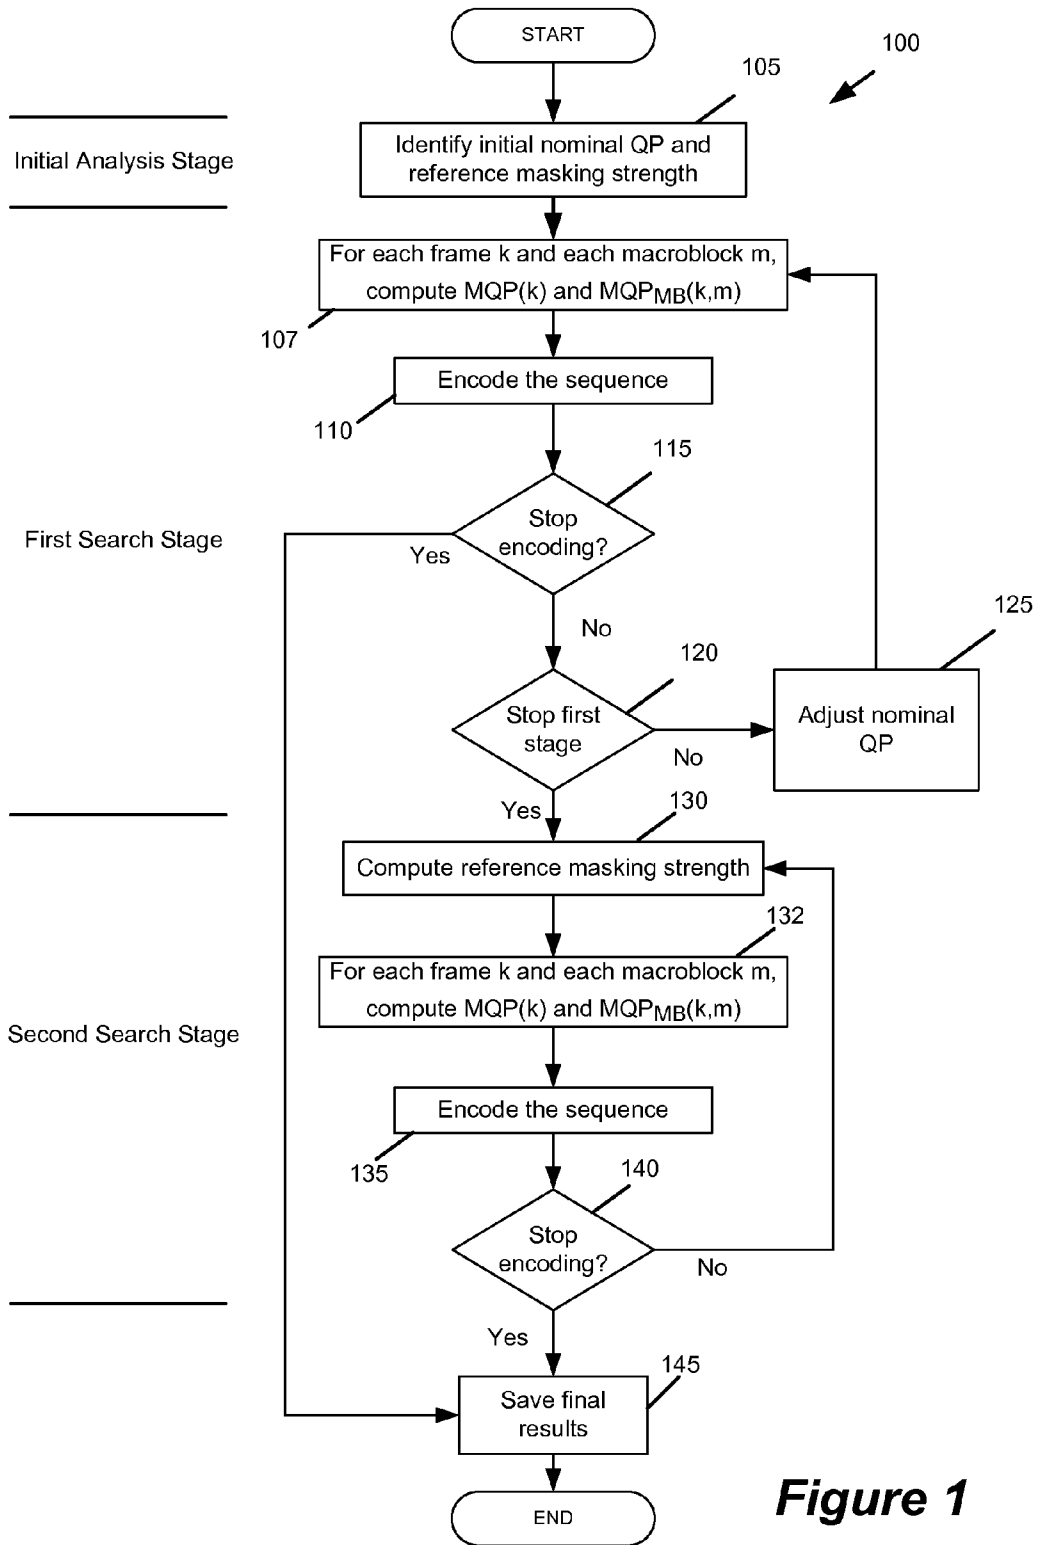 START
100
105
Initial Analysis Stage
Identify initial nominal QP and
reference masking strength
For each frame k and each macroblock m,
compute MQP(k) and MQPMB(k,m)
107
Encode the sequence
110
115
First Search Stage
Stop
encoding?
Yes
No
125
120
Stop first
stage
No
Adjust nominal
QP
Yes
130
Compute reference masking strength
132
For each frame k and each macroblock m,
compute MQP(k) and MQPMB(k,m)
Second Search Stage
Encode the sequence
135
140
Stop
encoding?
No
Yes
145
Save final
results
Figure 1
END